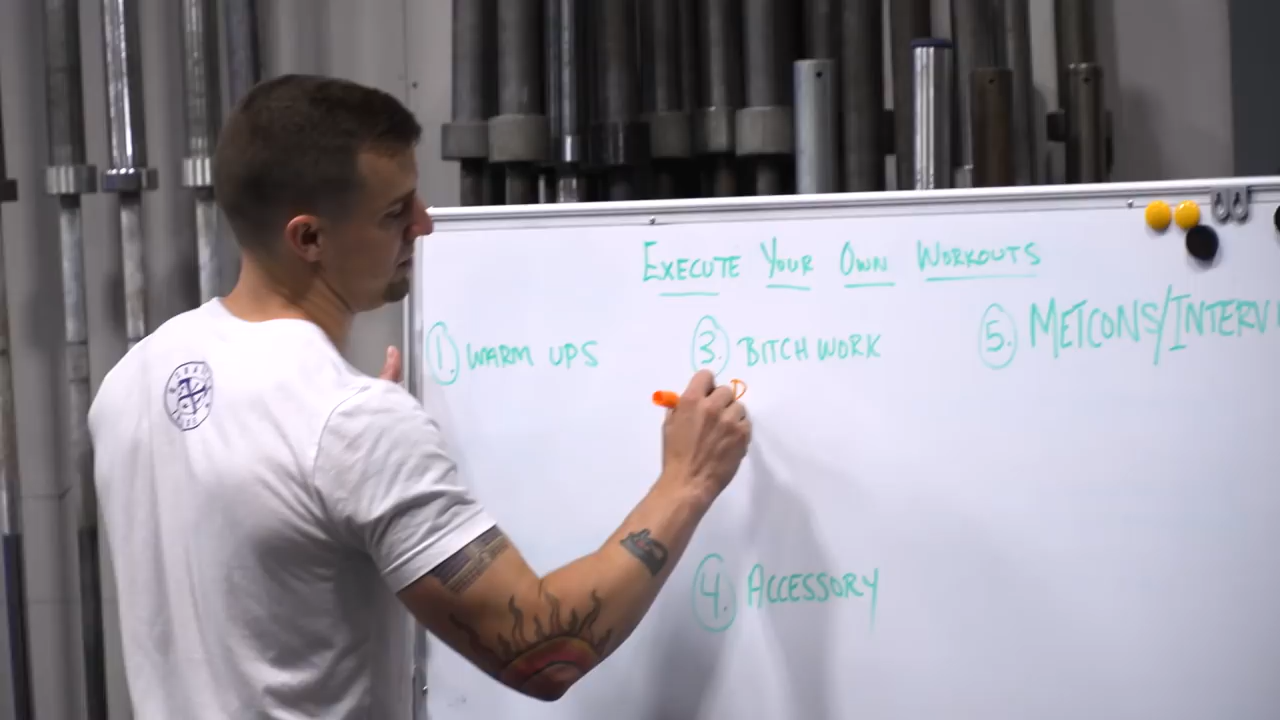 EXECUTE YOUR OWN WORKOUTS
1. WARM UPS
3. BITCH WORK
4. ACCESSORY
5. METCONS/INTERV